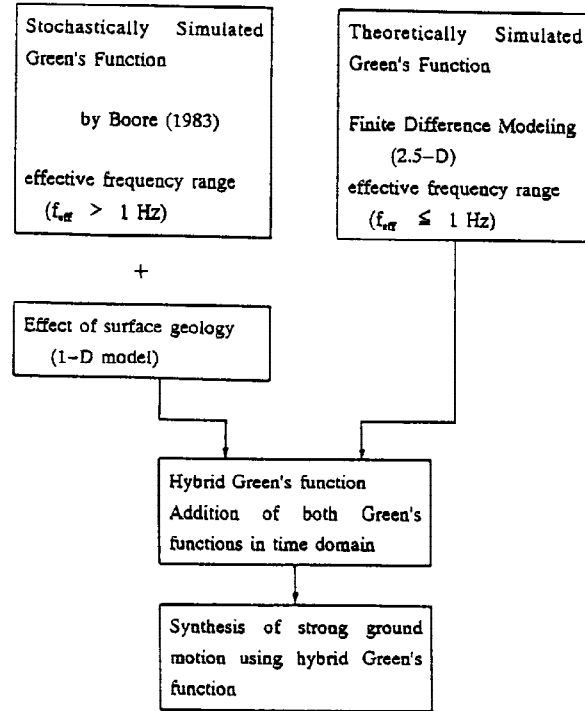 Stochastically Simulated
Green's Function
by Boore (1983)
effective frequency range
(f_eff > 1 Hz)
+
Effect of surface geology
(1-D model)
Theoretically Simulated
Green's Function
Finite Difference Modeling
(2.5-D)
effective frequency range
(f_eff ≦ 1 Hz)
Hybrid Green's function
Addition of both Green's
functions in time domain
Synthesis of strong ground
motion using hybrid Green's
function